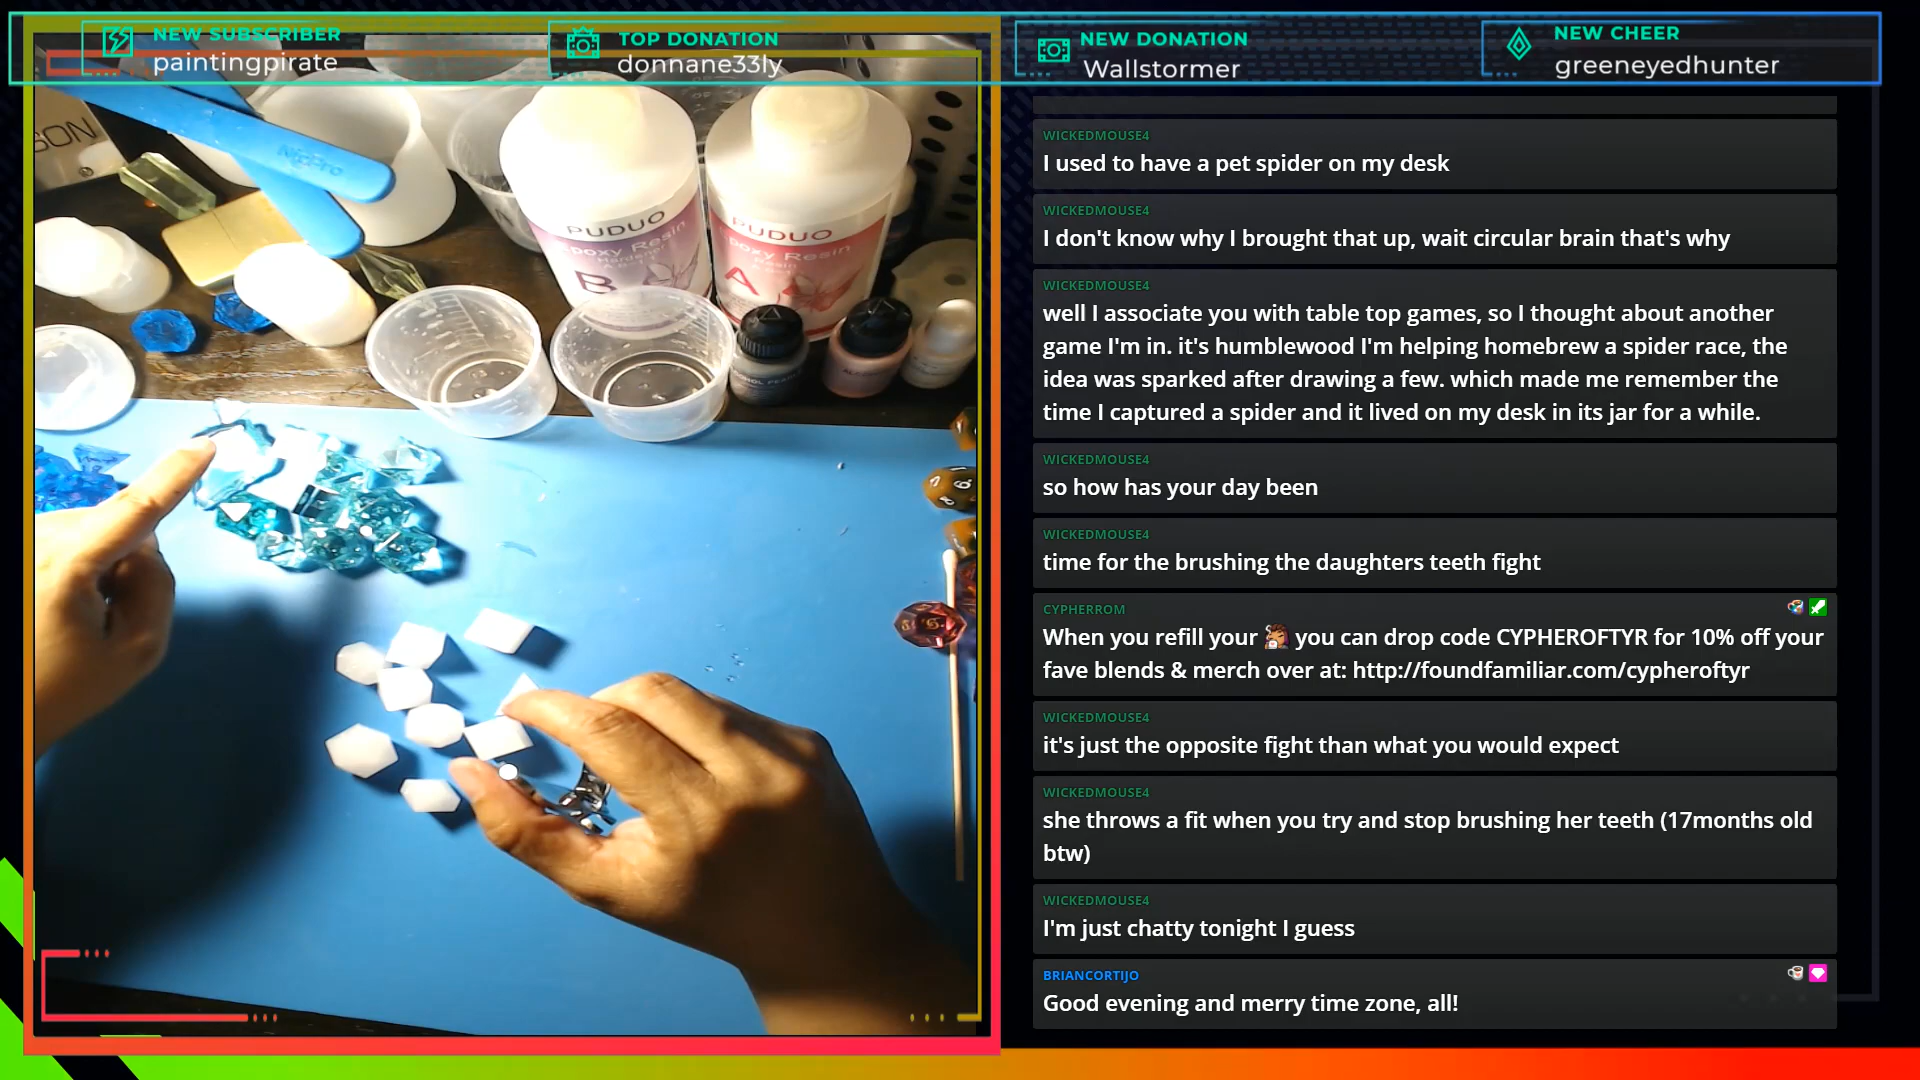 NEW SUBSCRIBER
paintingpirate
TOP DONATION
donnane33ly
NEW DONATION
Wallstormer
NEW CHEER
greeneyedhunter
SON
NicPro
PUDUO
Epoxy Resin
Hardener
B
PUDUO
Epoxy Resin
Resin
A
WICKEDMOUSE4
I used to have a pet spider on my desk
WICKEDMOUSE4
I don't know why I brought that up, wait circular brain that's why
WICKEDMOUSE4
well I associate you with table top games, so I thought about another
game I'm in. it's humblewood I'm helping homebrew a spider race, the
idea was sparked after drawing a few. which made me remember the
time I captured a spider and it lived on my desk in its jar for a while.
WICKEDMOUSE4
so how has your day been
WICKEDMOUSE4
time for the brushing the daughters teeth fight
CYPHERROM
When you refill your you can drop code CYPHEROFTYR for 10% off your
fave blends & merch over at: http://foundfamiliar.com/cypheroftyr
WICKEDMOUSE4
it's just the opposite fight than what you would expect
WICKEDMOUSE4
she throws a fit when you try and stop brushing her teeth (17months old
btw)
WICKEDMOUSE4
I'm just chatty tonight I guess
BRIANCORTIJO
Good evening and merry time zone, all!